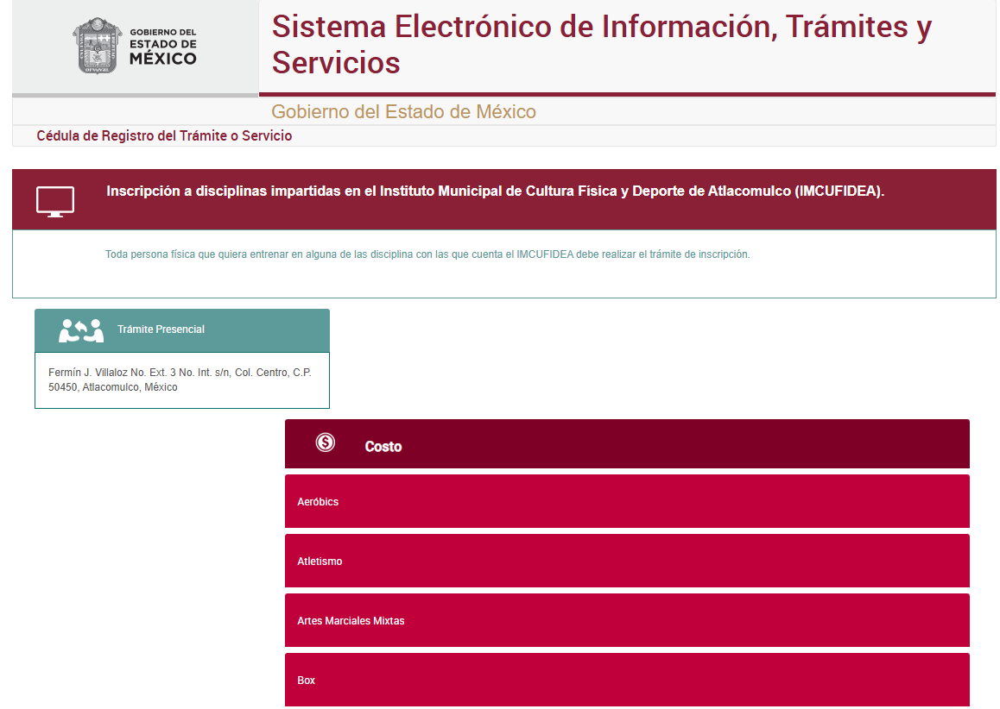 GOBIERNO DEL
ESTADO DE
MÉXICO
Sistema Electrónico de Información, Trámites y
Servicios
Gobierno del Estado de México
Cédula de Registro del Trámite o Servicio
Inscripción a disciplinas impartidas en el Instituto Municipal de Cultura Física y Deporte de Atlacomulco (IMCUFIDEA).
Toda persona física que quiera entrenar en alguna de las disciplina con las que cuenta el IMCUFIDEA debe realizar el trámite de inscripción.
Trámite Presencial
Fermín J. Villaloz No. Ext. 3 No. Int. s/n, Col. Centro, C.P.
50450, Atlacomulco, México
Costo
Aeróbics
Atletismo
Artes Marciales Mixtas
Box